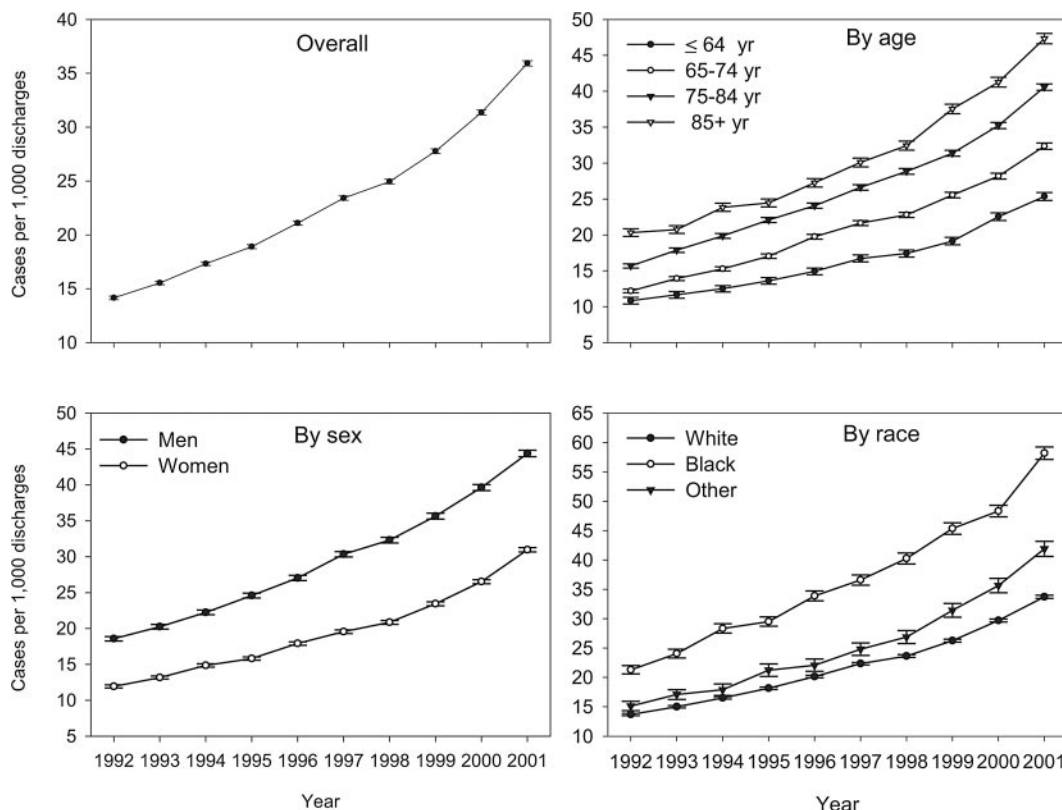 Overall
40
35
30
25
20
15
10
Cases per 1,000 discharges
By age
≤ 64 yr
65-74 yr
75-84 yr
85+ yr
50
45
40
35
30
25
20
15
10
5
By sex
Men
Women
50
45
40
35
30
25
20
15
10
5
Cases per 1,000 discharges
1992 1993 1994 1995 1996 1997 1998 1999 2000 2001
Year
By race
White
Black
Other
65
60
55
50
45
40
35
30
25
20
15
10
1992 1993 1994 1995 1996 1997 1998 1999 2000 2001
Year